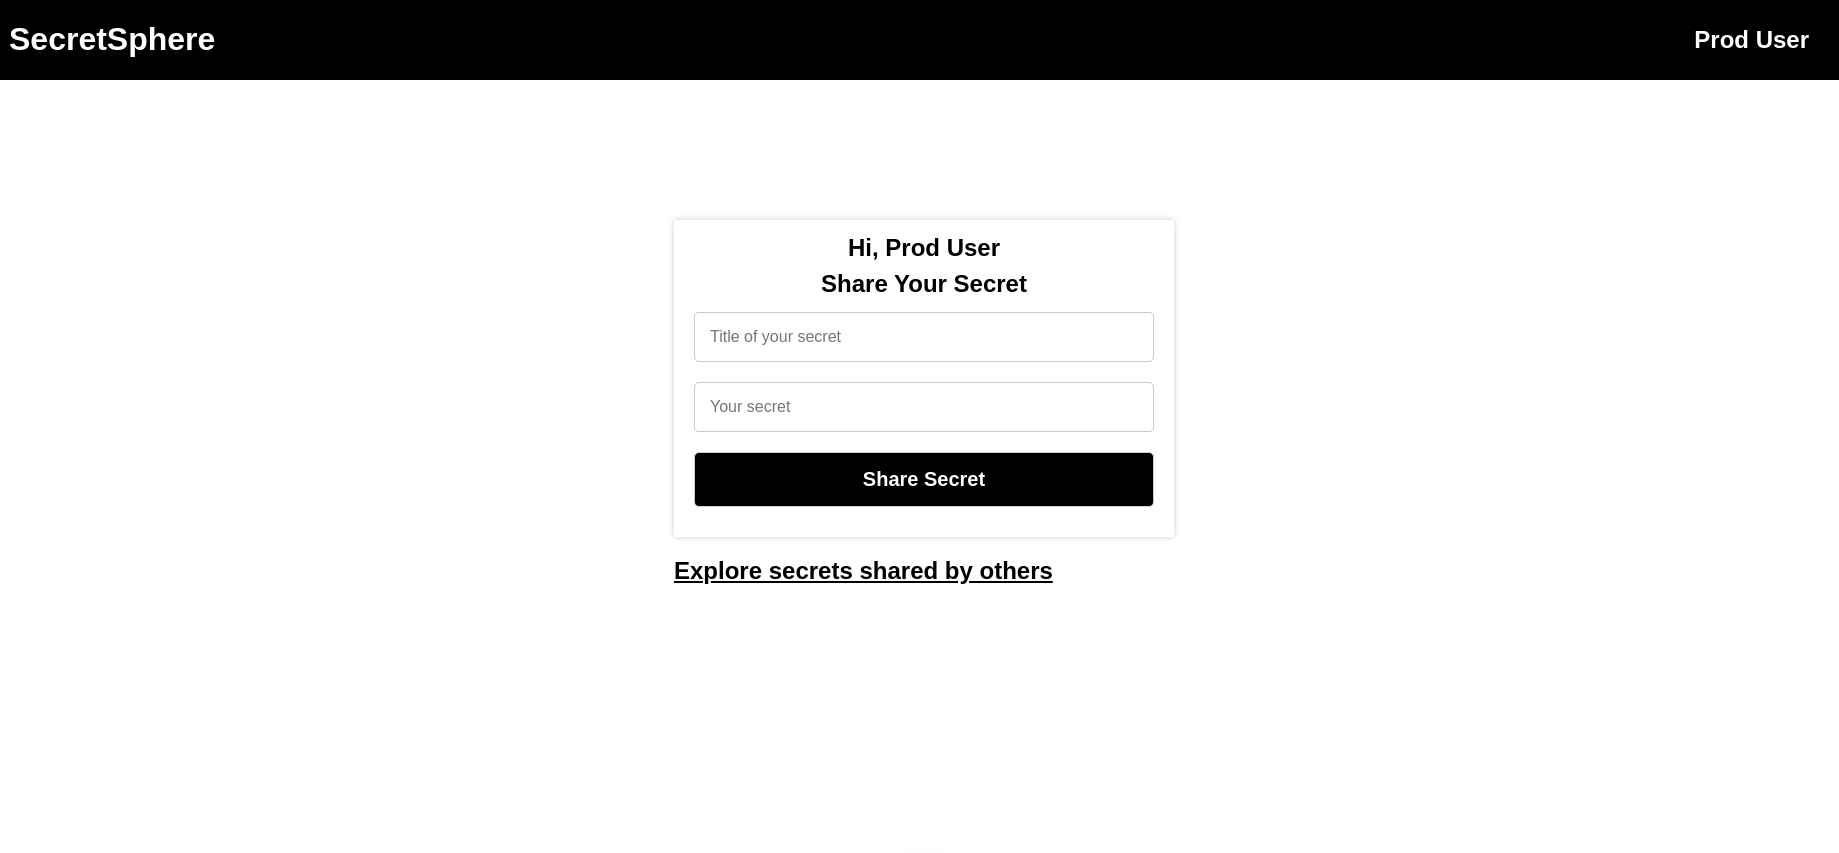 SecretSphere
Prod User
Hi, Prod User
Share Your Secret
Title of your secret
Your secret
Share Secret
Explore secrets shared by others